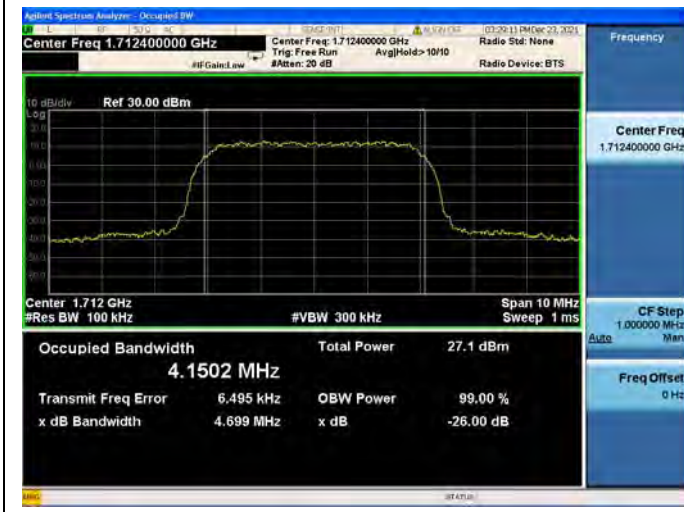 Agilent Spectrum Analyzer - Occupied BW
Center Freq 1.712400000 GHz
Center Freq: 1.712400000 GHz
03:29:13 PM Dec 23, 2021
Radio Std: None
Frequency
Trig: Free Run
Avg|Hold:> 10/10
#IFGain:Low
#Atten: 20 dB
Radio Device: BTS
10 dB/div
Ref 30.00 dBm
Log
Center Freq
1.712400000 GHz
Center 1.712 GHz
Span 10 MHz
#Res BW 100 kHz
#VBW 300 kHz
Sweep 1 ms
CF Step
1.000000 MHz
Auto
Man
Occupied Bandwidth
Total Power
27.1 dBm
4.1502 MHz
Freq Offset
0 Hz
Transmit Freq Error
6.495 kHz
OBW Power
99.00 %
x dB Bandwidth
4.699 MHz
x dB
-26.00 dB
MSG
STATUS